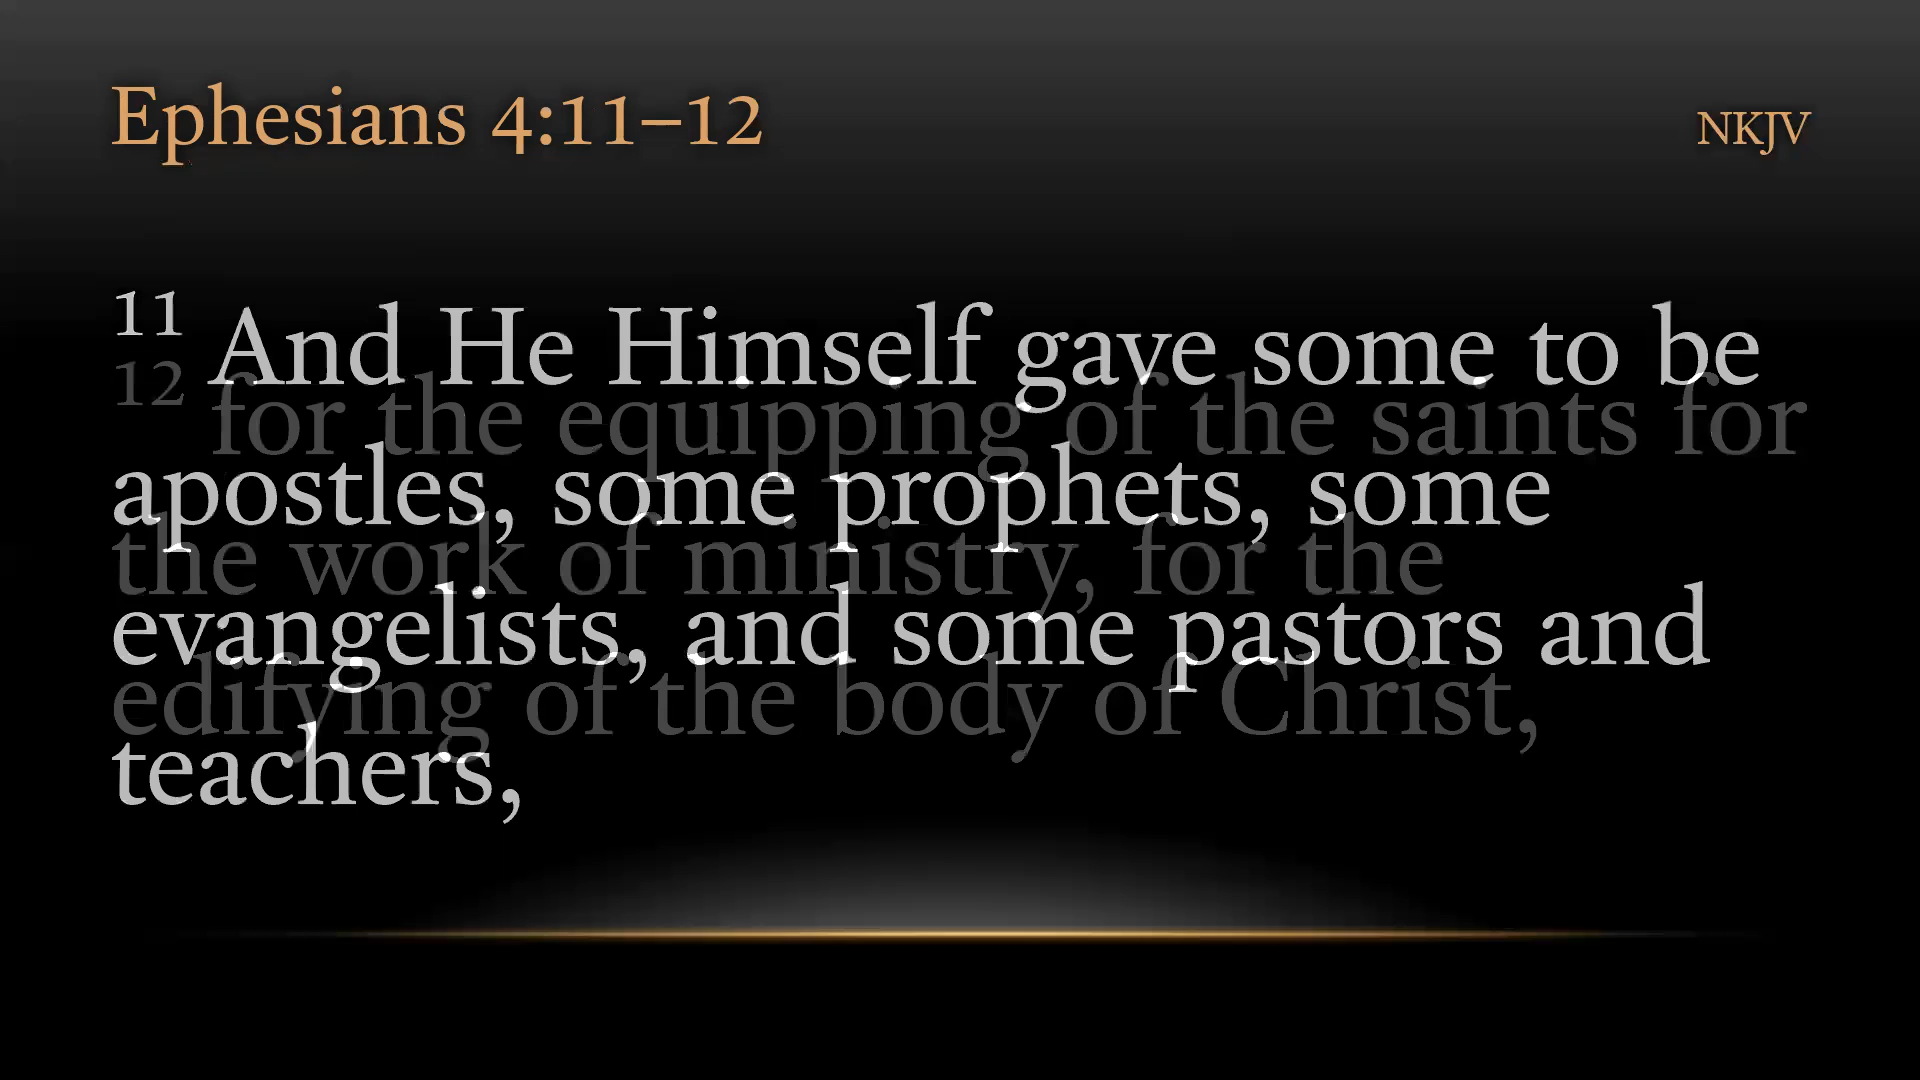 Ephesians 4:11–12
NKJV
11 And He Himself gave some to be
apostles, some prophets, some
evangelists, and some pastors and
teachers,
12 for the equipping of the saints for
the work of ministry, for the
edifying of the body of Christ,